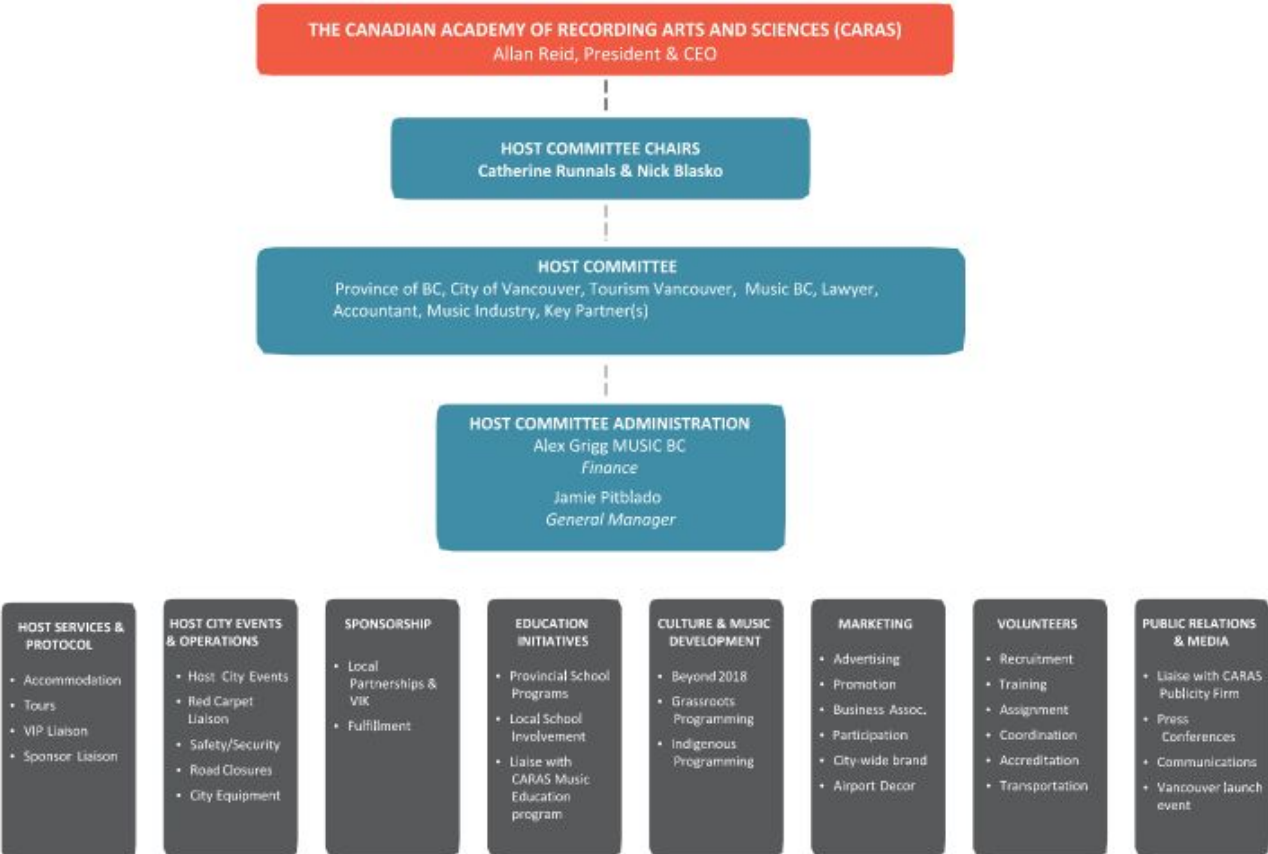 THE CANADIAN ACADEMY OF RECORDING ARTS AND SCIENCES (CARAS)
Allan Reid, President & CEO
HOST COMMITTEE CHAIRS
Catherine Runnals & Nick Blasko
HOST COMMITTEE
Province of BC, City of Vancouver, Tourism Vancouver, Music BC, Lawyer,
Accountant, Music Industry, Key Partner(s)
HOST COMMITTEE ADMINISTRATION
Alex Grigg MUSIC BC
Finance
Jamie Pitblado
General Manager
HOST SERVICES &
PROTOCOL
• Accommodation
• Tours
• VIP Liaison
• Sponsor Liaison
HOST CITY EVENTS
& OPERATIONS
• Host City Events
• Red Carpet
Liaison
• Safety/Security
• Road Closures
• City Equipment
SPONSORSHIP
• Local
Partnerships &
VIK
• Fulfillment
EDUCATION
INITIATIVES
• Provincial School
Programs
• Local School
Involvement
• Liaise with
CARAS Music
Education
program
CULTURE & MUSIC
DEVELOPMENT
• Beyond 2018
• Grassroots
Programming
• Indigenous
Programming
MARKETING
• Advertising
• Promotion
• Business Assoc.
• Participation
• City-wide brand
• Airport Decor
VOLUNTEERS
• Recruitment
• Training
• Assignment
• Coordination
• Accreditation
• Transportation
PUBLIC RELATIONS
& MEDIA
• Liaise with CARAS
Publicity Firm
• Press
Conferences
• Communications
• Vancouver launch
event